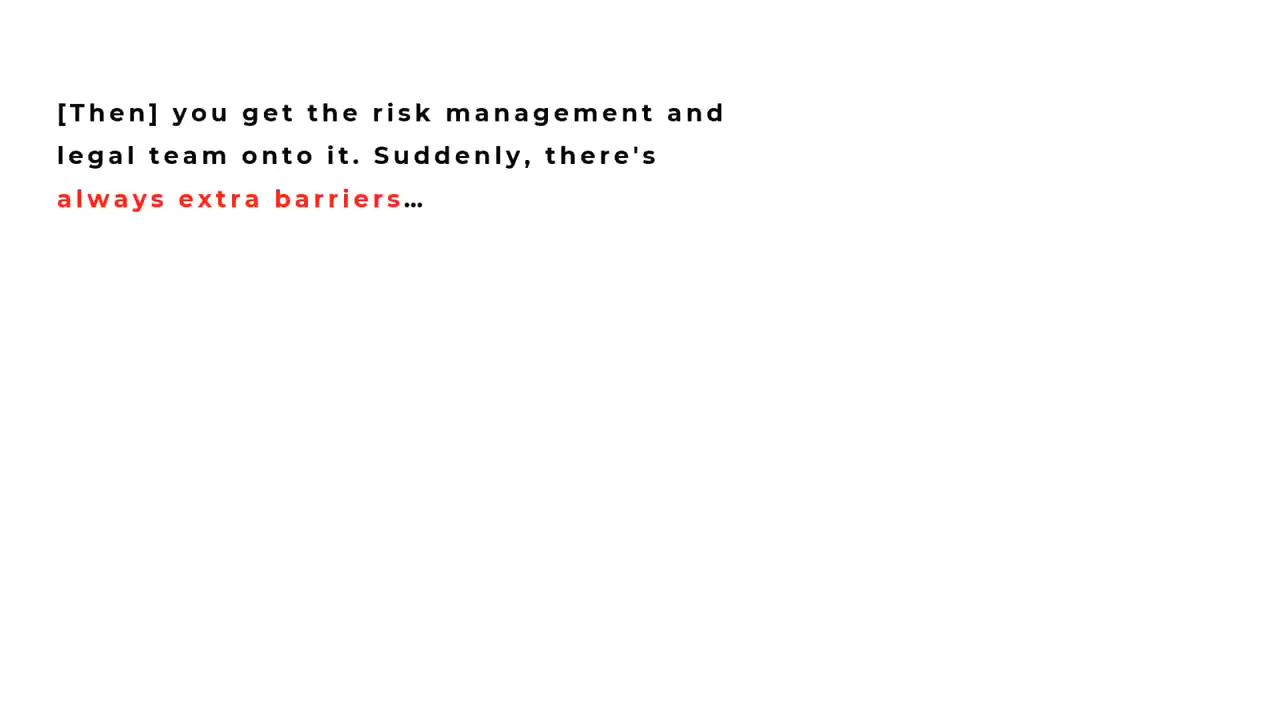 [Then] you get the risk management and
legal team onto it. Suddenly, there's
always extra barriers…